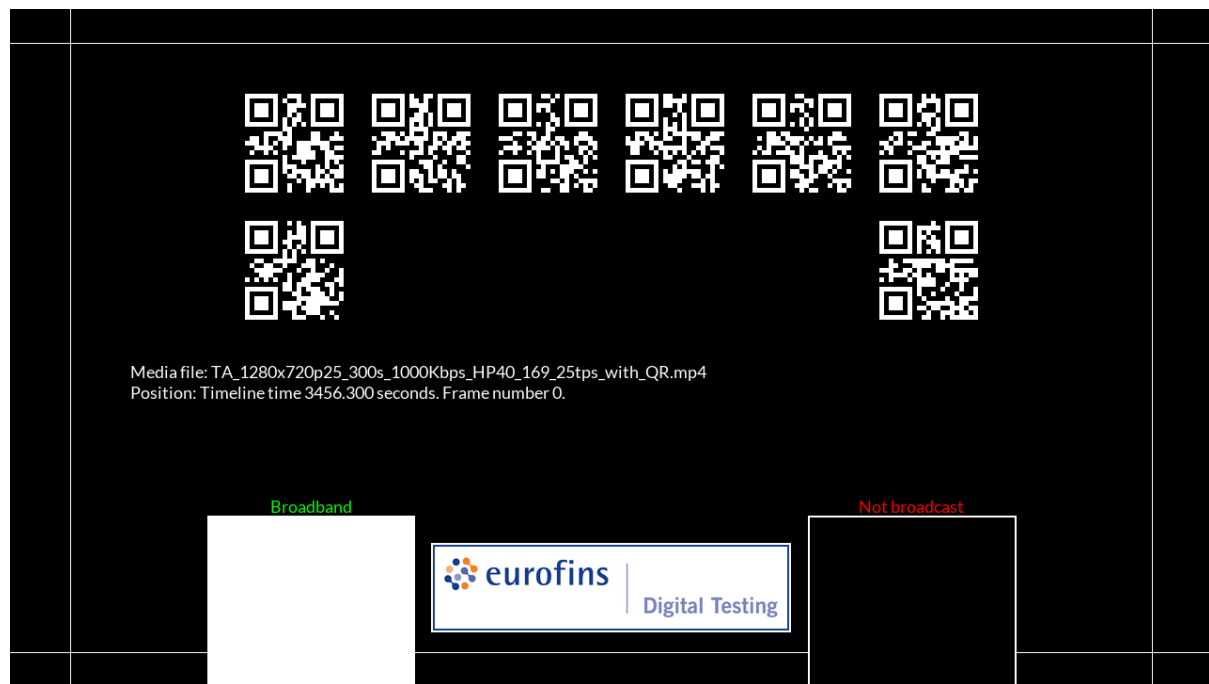 Media file: TA_1280x720p25_300s_1000Kbps_HP40_169_25tps_with_QR.mp4
Position: Timeline time 3456.300 seconds. Frame number 0.
Broadband
Not broadcast
eurofins
Digital Testing